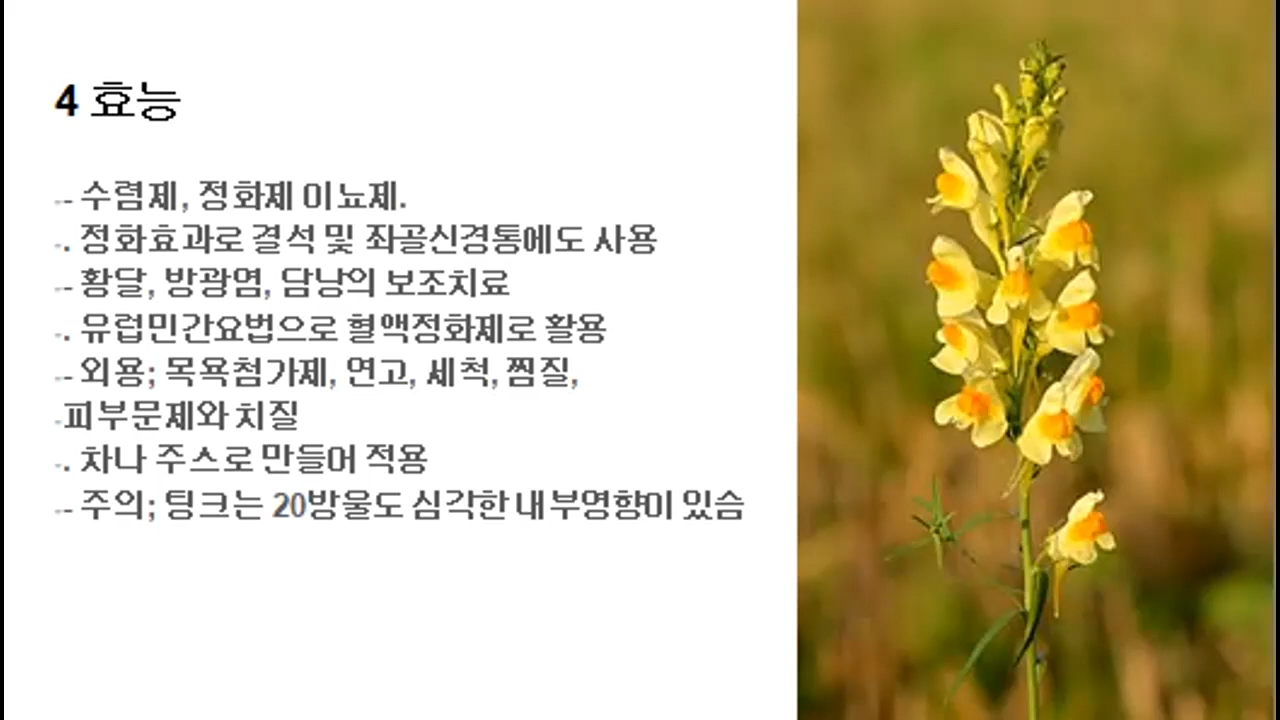 4 효능
-- 수렴제, 정화제 이뇨제.
-. 정화효과로 결석 및 좌골신경통에도 사용
-- 황달, 방광염, 담낭의 보조치료
-. 유럽민간요법으로 혈액정화제로 활용
-- 외용; 목욕첨가제, 연고, 세척, 찜질,
-피부문제와 치질
-. 차나 주스로 만들어 적용
-- 주의; 팅크는 20방울도 심각한 내부영향이 있슴